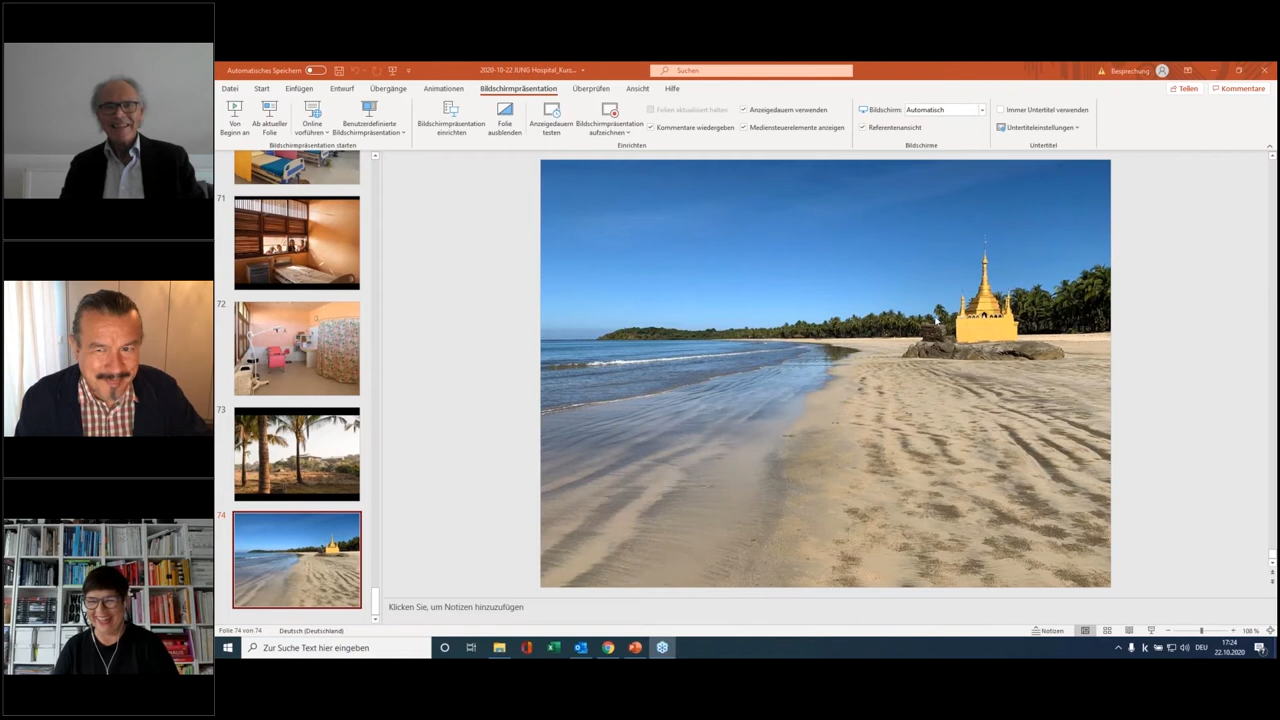 Automatisches Speichern
2020-10-22 JUNG Hospital_Kurz...
Suchen
Besprechung
Datei Start Einfügen Entwurf Übergänge Animationen Bildschirmpräsentation Überprüfen Ansicht Hilfe
Teilen Kommentare
Von Beginn an
Ab aktueller Folie
Online vorführen
Benutzerdefinierte Bildschirmpräsentation
Bildschirmpräsentation einrichten
Folie ausblenden
Anzeigedauern testen
Bildschirmpräsentation aufzeichnen
Folien aktualisiert halten
Kommentare wiedergeben
Anzeigedauern verwenden
Mediensteuerelemente anzeigen
Bildschirm: Automatisch
Referentenansicht
Immer Untertitel verwenden
Untertiteleinstellungen
Bildschirmpräsentation starten
Einrichten
Bildschirme
Untertitel
71
72
73
74
Klicken Sie, um Notizen hinzuzufügen
Folie 74 von 74 Deutsch (Deutschland)
Notizen
108 %
Zur Suche Text hier eingeben
DEU
17:24
22.10.2020